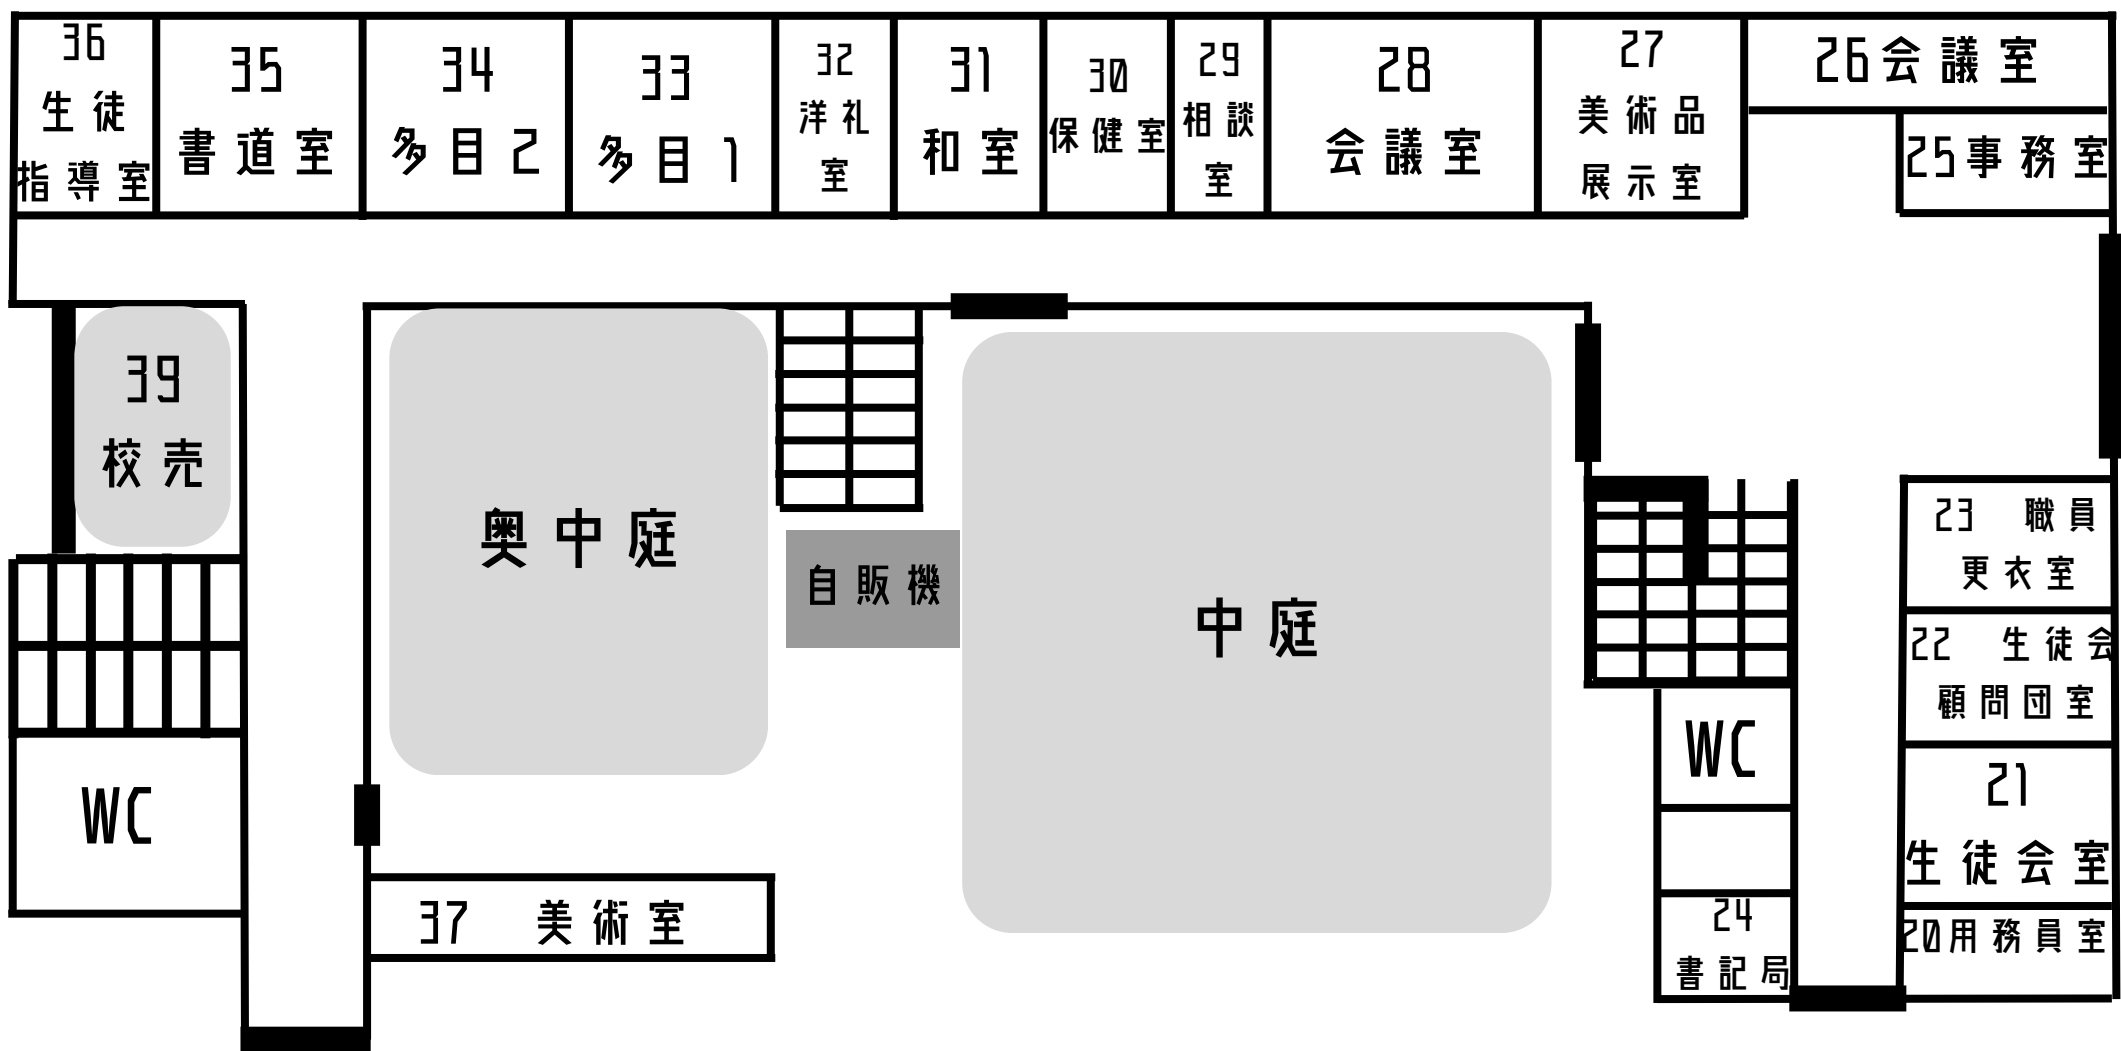 36
生徒
指導室
35
書道室
34
多目2
33
多目1
32
洋礼
室
31
和室
30
保健室
29
相談
室
28
会議室
27
美術品
展示室
26会議室
25事務室
39
校売
奥中庭
自販機
中庭
23 職員
更衣室
22 生徒会
顧問団室
21
生徒会室
20用務員室
WC
WC
37 美術室
24
書記局